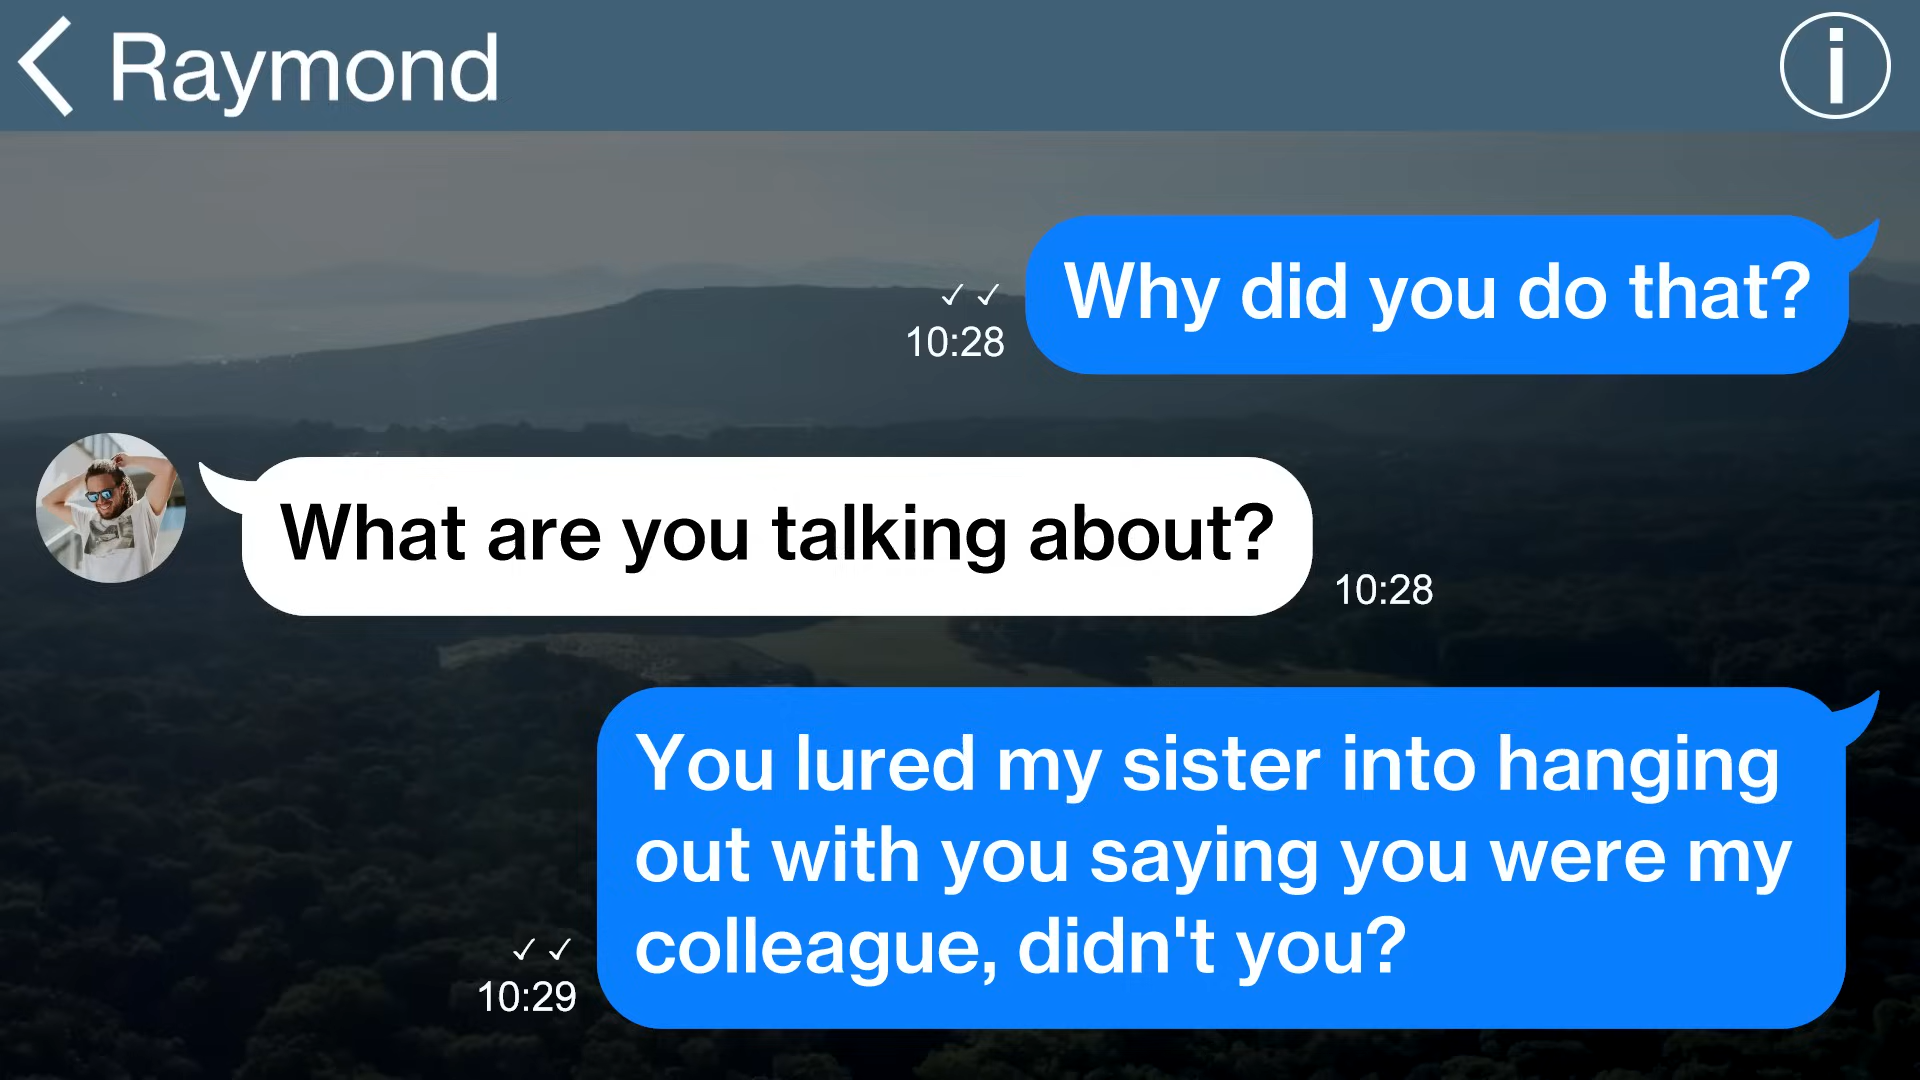 Raymond
Why did you do that?
✓ ✓
10:28
What are you talking about?
10:28
You lured my sister into hanging
out with you saying you were my
colleague, didn't you?
✓ ✓
10:29